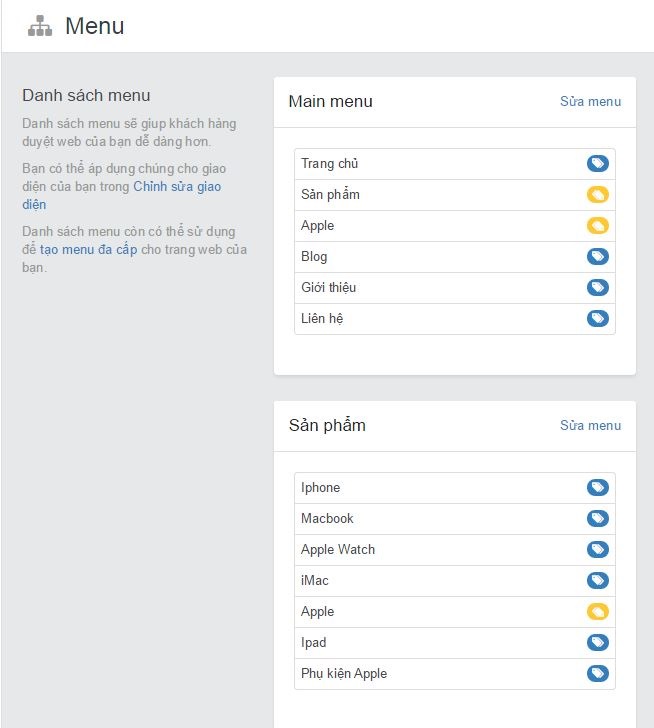 Menu
Danh sách menu
Danh sách menu sẽ giup khách hàng
duyệt web của bạn dễ dàng hơn.
Bạn có thể áp dụng chúng cho giao
diện của bạn trong Chỉnh sửa giao
diện
Danh sách menu còn có thể sử dụng
để tạo menu đa cấp cho trang web của
bạn.
Main menu
Sửa menu
Trang chủ
Sản phẩm
Apple
Blog
Giới thiệu
Liên hệ
Sản phẩm
Sửa menu
Iphone
Macbook
Apple Watch
iMac
Apple
Ipad
Phụ kiện Apple